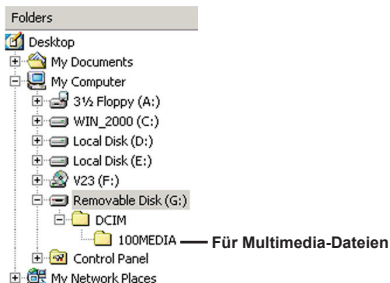 Folders
Desktop
My Documents
My Computer
3½ Floppy (A:)
WIN_2000 (C:)
Local Disk (D:)
Local Disk (E:)
V23 (F:)
Removable Disk (G:)
DCIM
100MEDIA Für Multimedia-Dateien
Control Panel
My Network Places